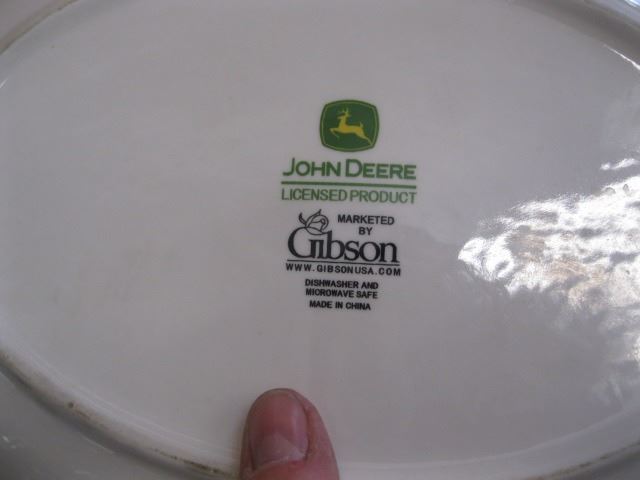 JOHN DEERE
LICENSED PRODUCT
MARKETED
BY
Gibson
WWW.GIBSONUSA.COM
DISHWASHER AND
MICROWAVE SAFE
MADE IN CHINA